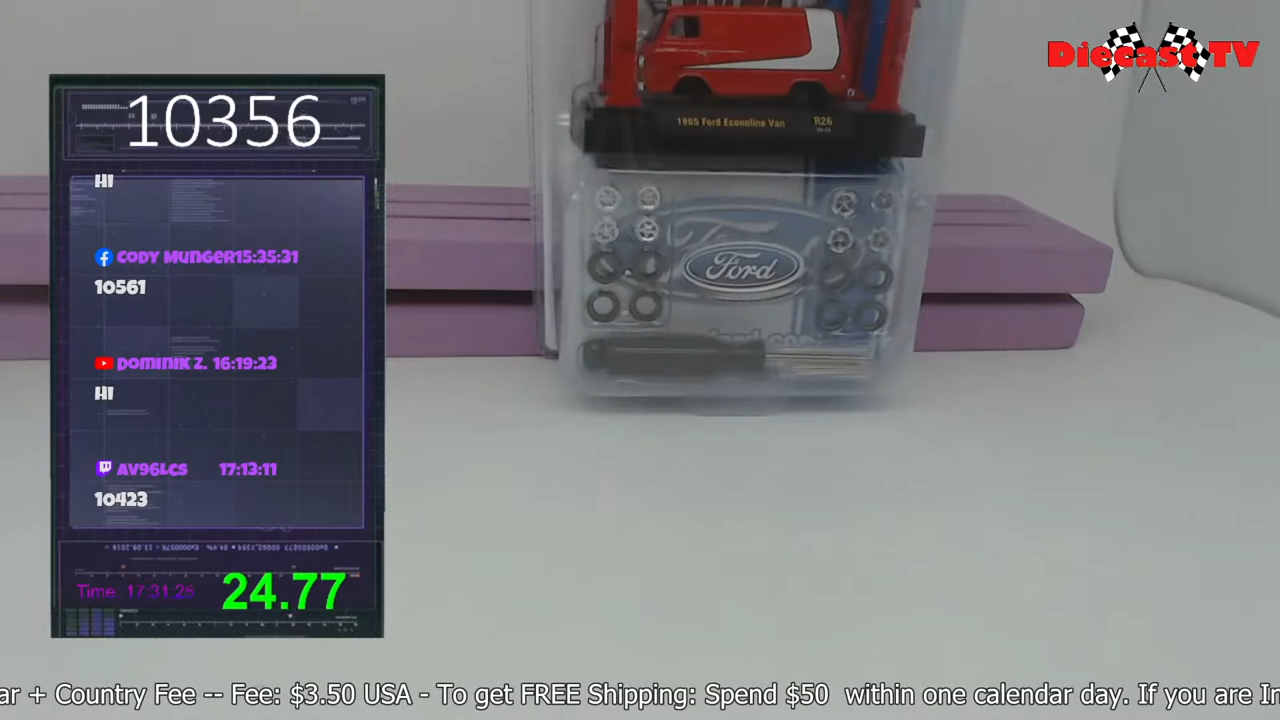 Diecast TV
10356
HI
Cody Munger15:35:31
10561
Dominik Z. 16:19:23
HI
AV96LCS 17:13:11
10423
Time: 17:31:25
24.77
1965 Ford Econoline Van R26
Ford
ar + Country Fee -- Fee: $3.50 USA - To get FREE Shipping: Spend $50 within one calendar day. If you are In